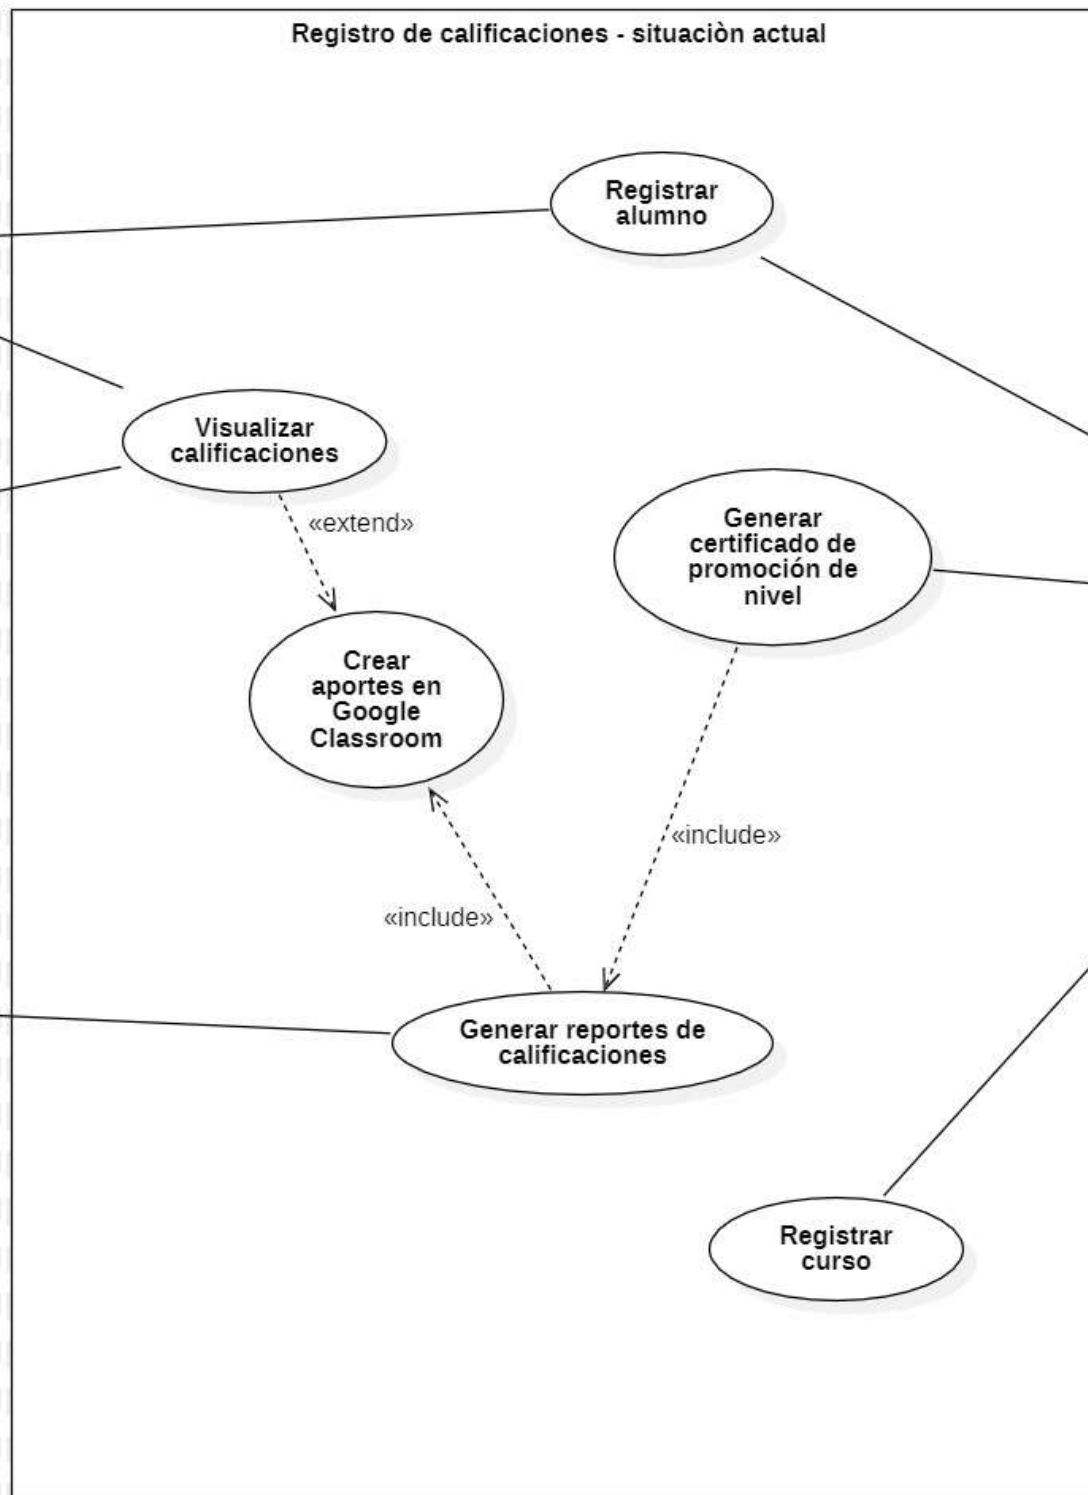 Registro de calificaciones - situaciòn actual
Registrar
alumno
Visualizar
calificaciones
«extend»
Generar
certificado de
promoción de
nivel
Crear
aportes en
Google
Classroom
«include»
«include»
Generar reportes de
calificaciones
Registrar
curso